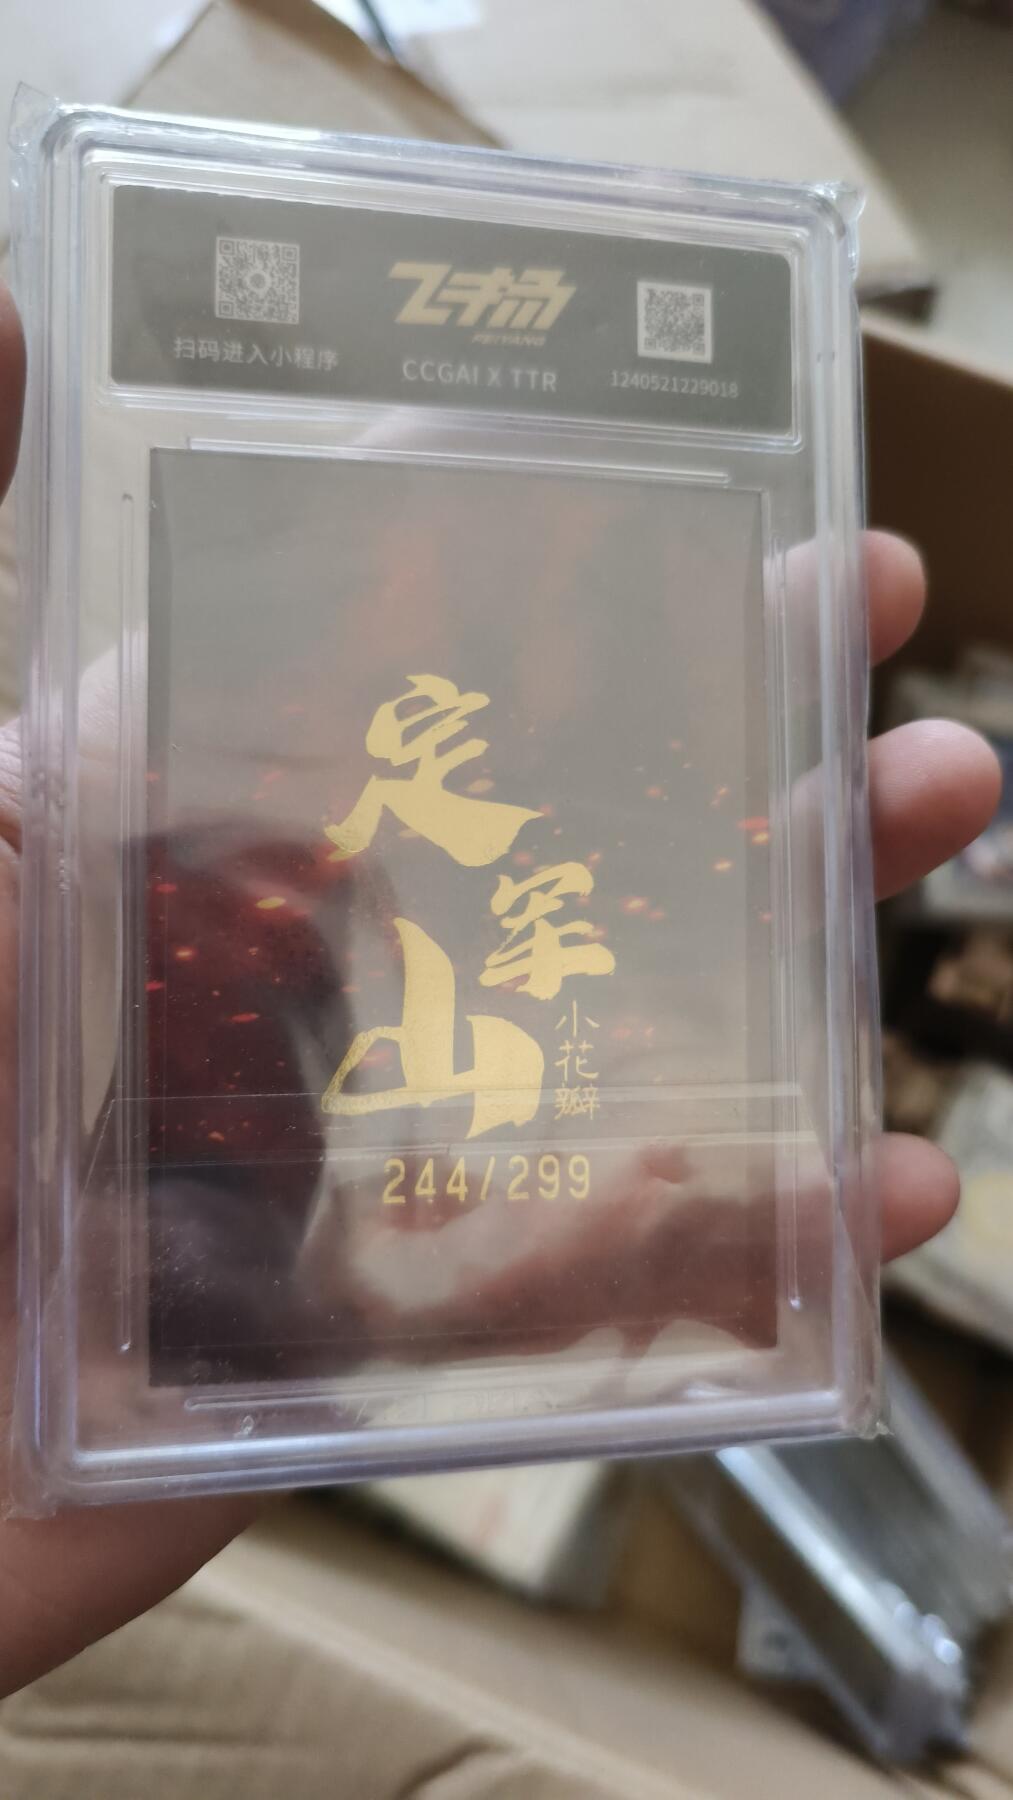 飞扬
FEIYANG
扫码进入小程序
CCGAI X TTR
1240521229018
定军山
小花瓣
244/299